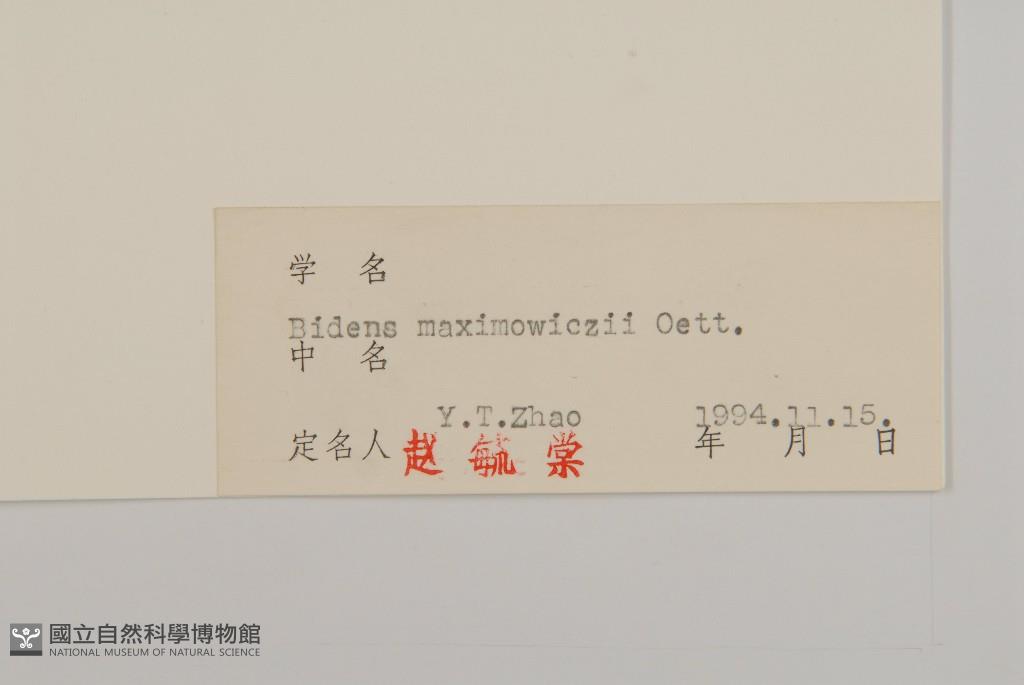 学 名
Bidens maximowiczii Oett.
中 名
Y.T.Zhao 1994.11.15.
定名人 赵毓棠 年 月 日
國立自然科學博物館
NATIONAL MUSEUM OF NATURAL SCIENCE